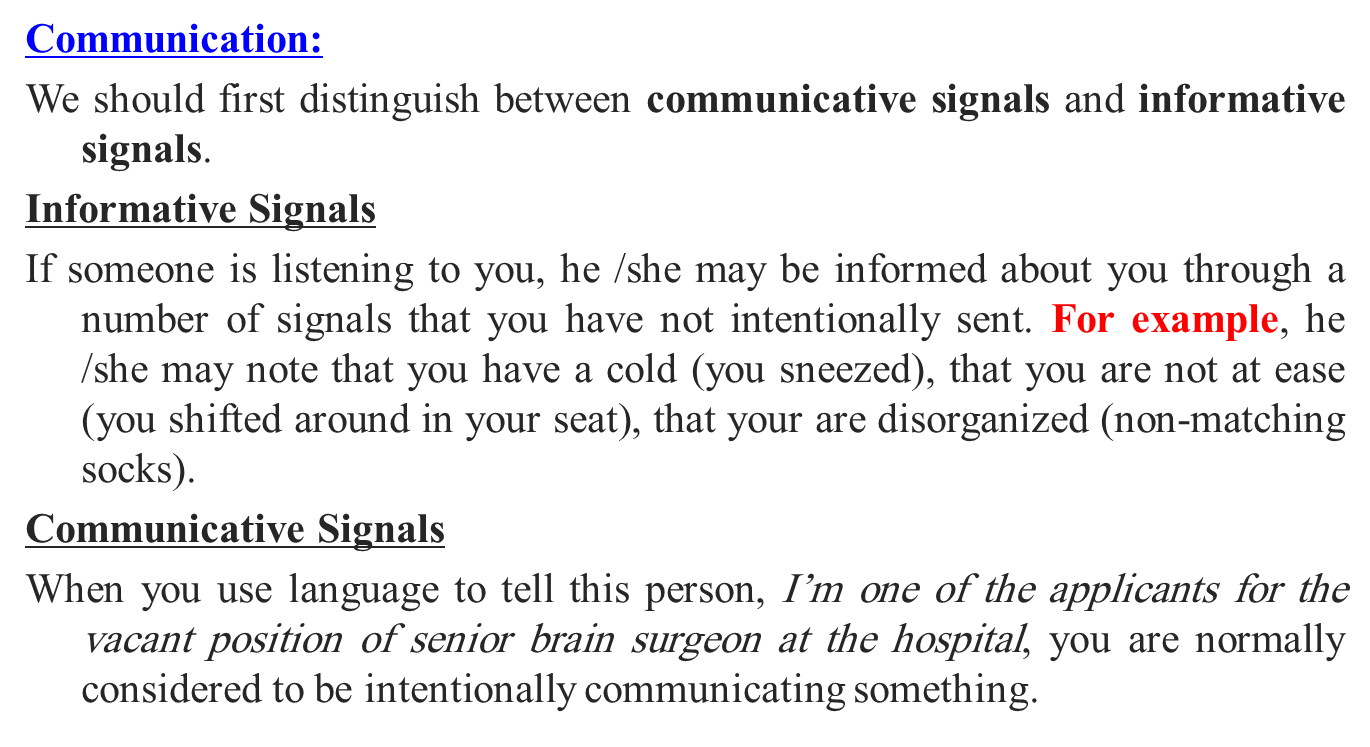 Communication:
We should first distinguish between communicative signals and informative
signals.
Informative Signals
If someone is listening to you, he /she may be informed about you through a
number of signals that you have not intentionally sent. For example, he
/she may note that you have a cold (you sneezed), that you are not at ease
(you shifted around in your seat), that your are disorganized (non-matching
socks).
Communicative Signals
When you use language to tell this person, I’m one of the applicants for the
vacant position of senior brain surgeon at the hospital, you are normally
considered to be intentionally communicating something.